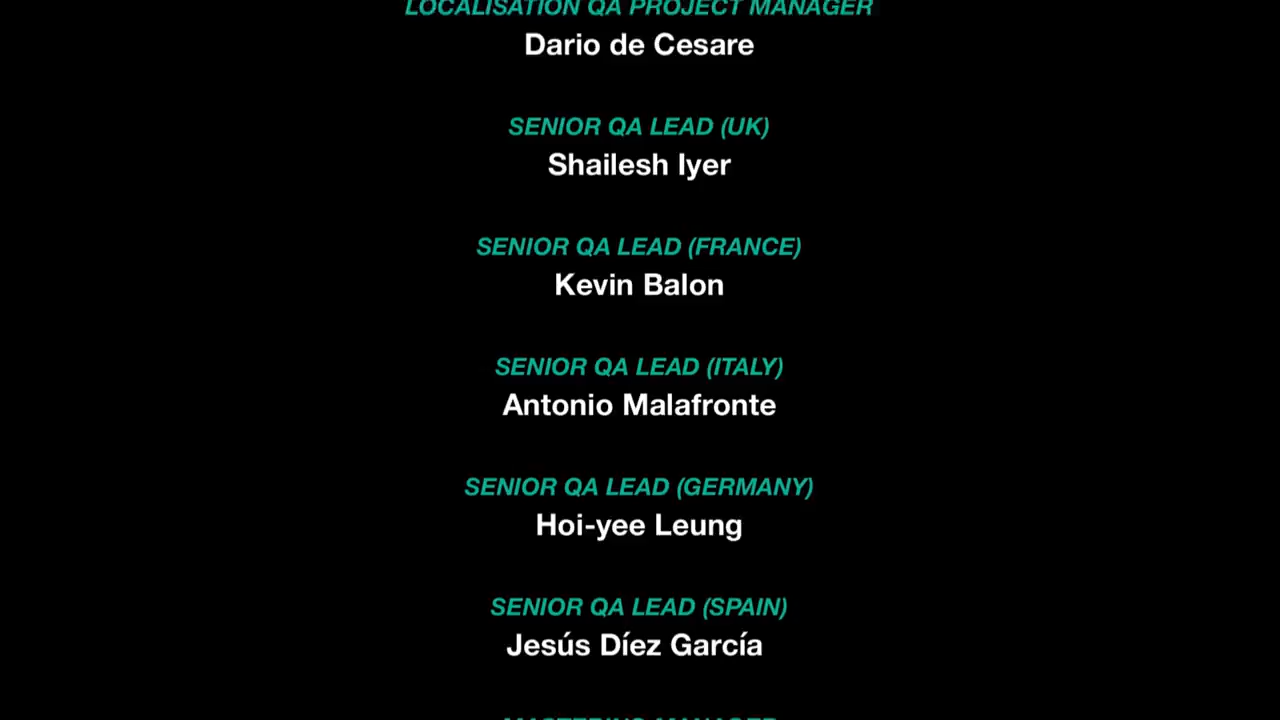 LOCALISATION QA PROJECT MANAGER
Dario de Cesare
SENIOR QA LEAD (UK)
Shailesh Iyer
SENIOR QA LEAD (FRANCE)
Kevin Balon
SENIOR QA LEAD (ITALY)
Antonio Malafronte
SENIOR QA LEAD (GERMANY)
Hoi-yee Leung
SENIOR QA LEAD (SPAIN)
Jesús Díez García
MASTERING MANAGER